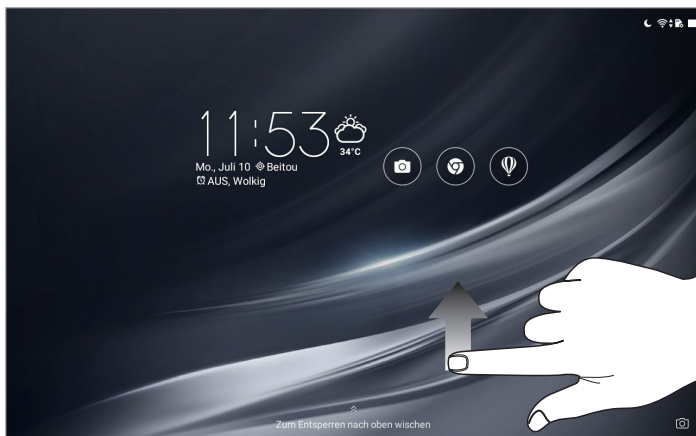 11:53
34°C
Mo., Juli 10 Beitou
AUS, Wolkig
Zum Entsperren nach oben wischen